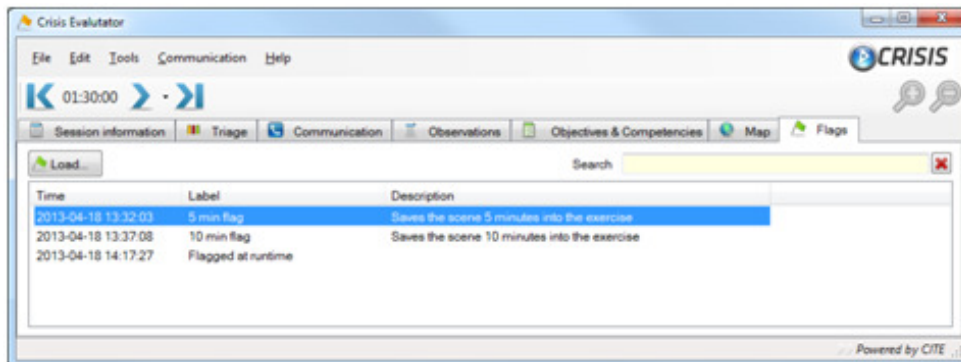 Crisis Evalutator
File Edit Tools Communication Help
CRISIS
01:30:00
Session information Triage Communication Observations Objectives & Competencies Map Flags
Load... Search
Time Label Description
2013-04-18 13:32:03 5 min flag Saves the scene 5 minutes into the exercise
2013-04-18 13:37:08 10 min flag Saves the scene 10 minutes into the exercise
2013-04-18 14:17:27 Flagged at runtime
Powered by CITE